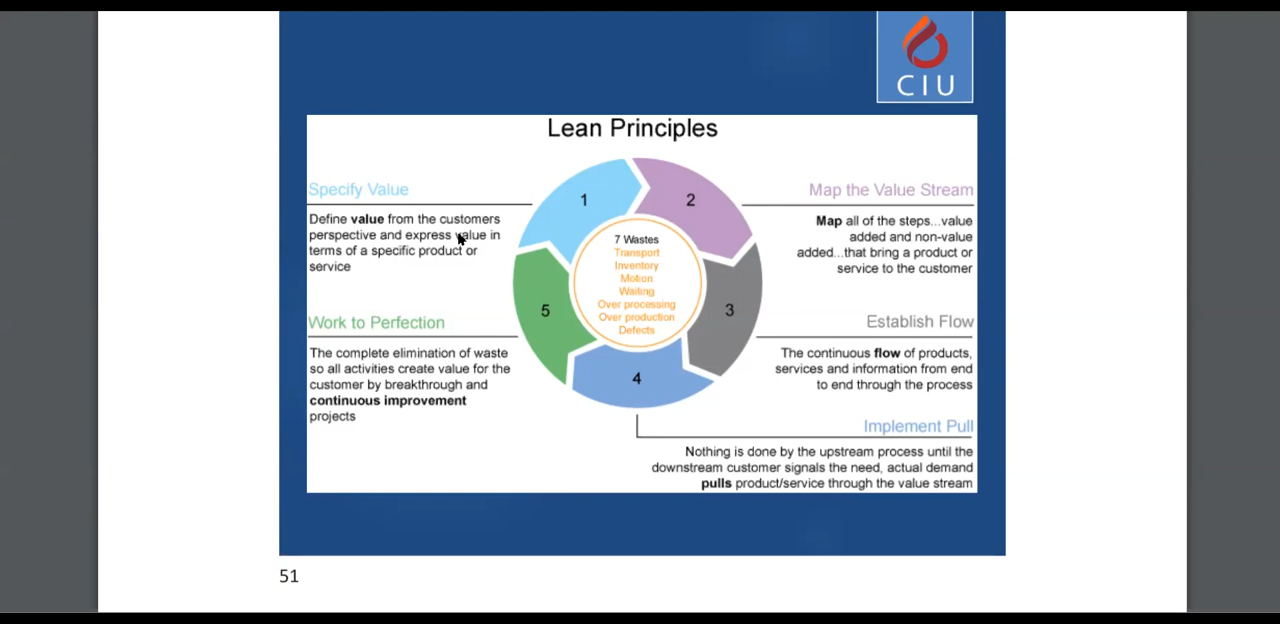 CIU
Lean Principles
Specify Value
Define value from the customers
perspective and express value in
terms of a specific product or
service
1
2
Map the Value Stream
Map all of the steps...value
added and non-value
added...that bring a product or
service to the customer
7 Wastes
Transport
Inventory
Motion
Waiting
Over processing
Over production
Defects
5
3
Work to Perfection
The complete elimination of waste
so all activities create value for the
customer by breakthrough and
continuous improvement
projects
Establish Flow
The continuous flow of products,
services and information from end
to end through the process
4
Implement Pull
Nothing is done by the upstream process until the
downstream customer signals the need, actual demand
pulls product/service through the value stream
51